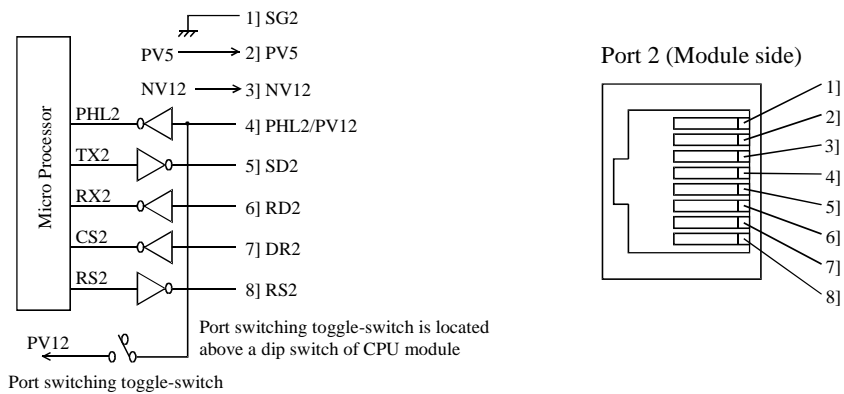 1] SG2
PV5 2] PV5
NV12 3] NV12
Micro Processor
PHL2 4] PHL2/PV12
TX2 5] SD2
RX2 6] RD2
CS2 7] DR2
RS2 8] RS2
PV12
Port switching toggle-switch is located
above a dip switch of CPU module
Port switching toggle-switch
Port 2 (Module side)
1]
2]
3]
4]
5]
6]
7]
8]